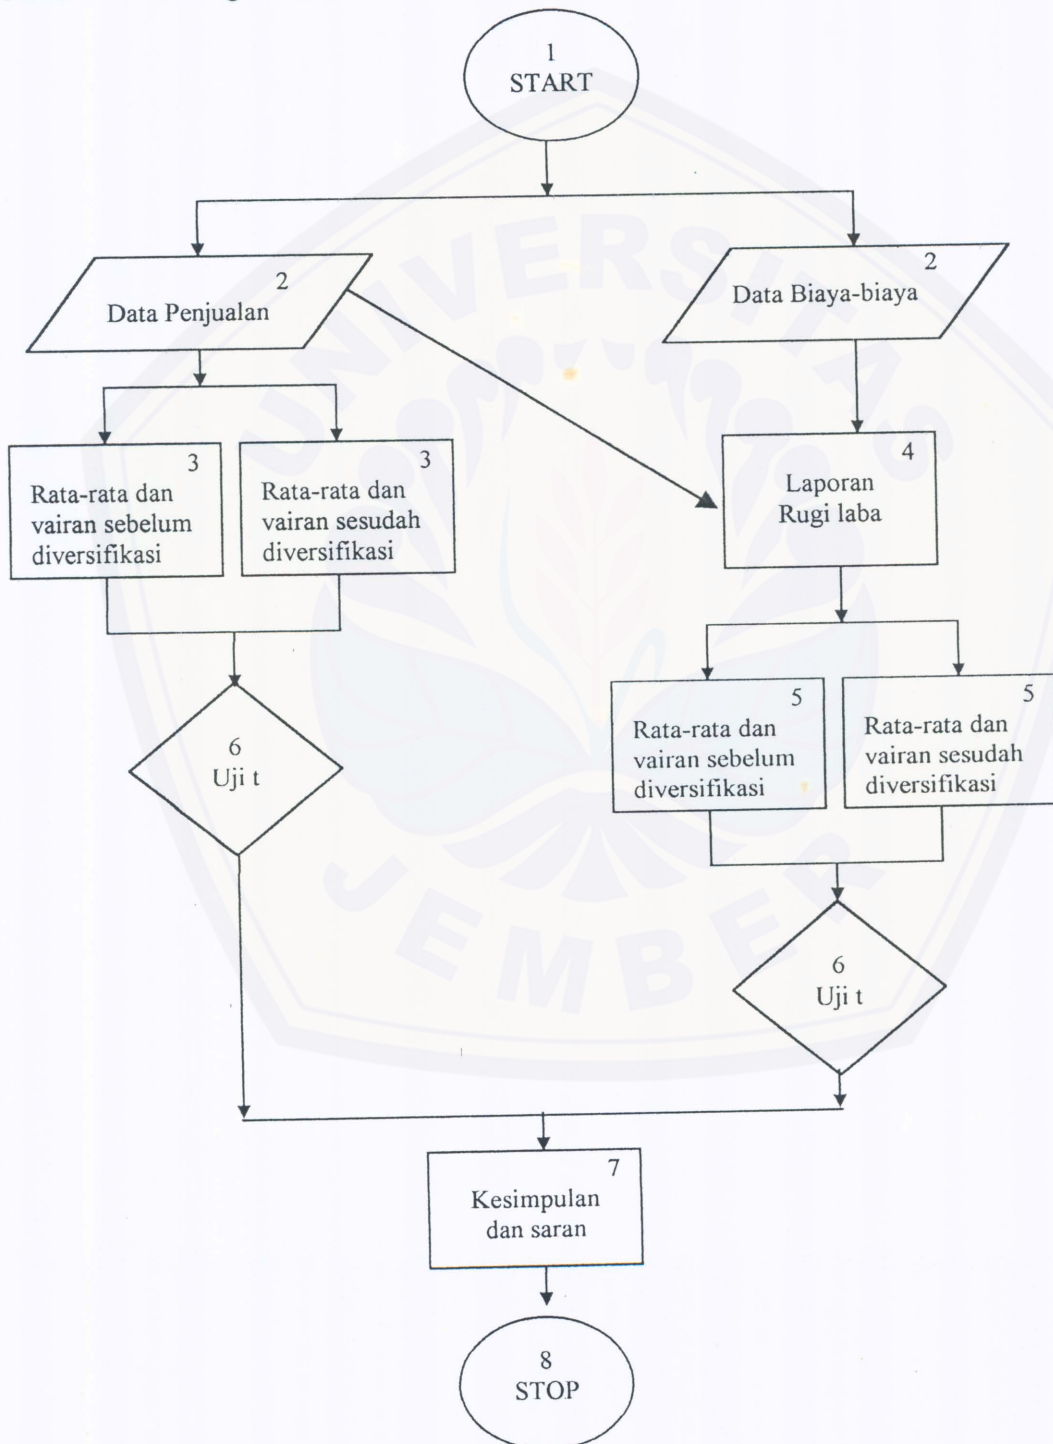 1
START
2
Data Penjualan
2
Data Biaya-biaya
3
Rata-rata dan
vairan sebelum
diversifikasi
3
Rata-rata dan
vairan sesudah
diversifikasi
4
Laporan
Rugi laba
5
Rata-rata dan
vairan sebelum
diversifikasi
5
Rata-rata dan
vairan sesudah
diversifikasi
6
Uji t
6
Uji t
7
Kesimpulan
dan saran
8
STOP
UNIVERSITAS
JEMBER